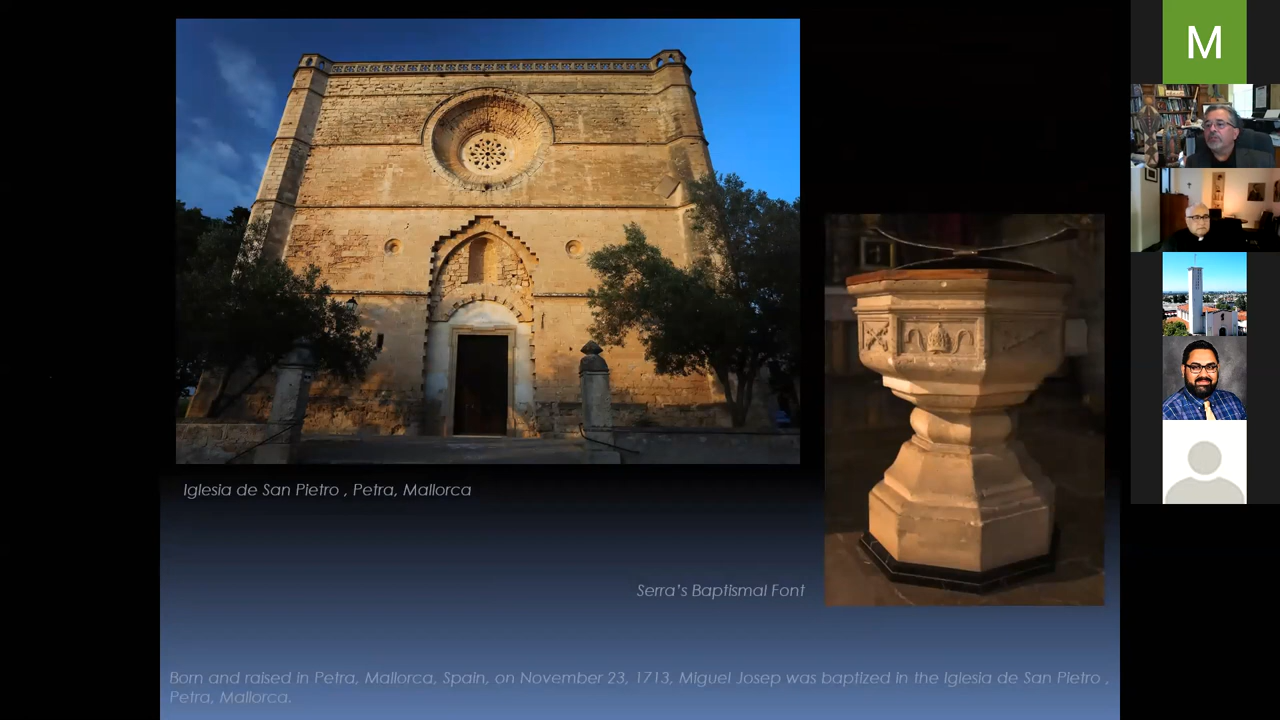 M
Iglesia de San Pietro , Petra, Mallorca
Serra's Baptismal Font
Born and raised in Petra, Mallorca, Spain, on November 23, 1713, Miguel Josep was baptized in the Iglesia de San Pietro ,
Petra, Mallorca.